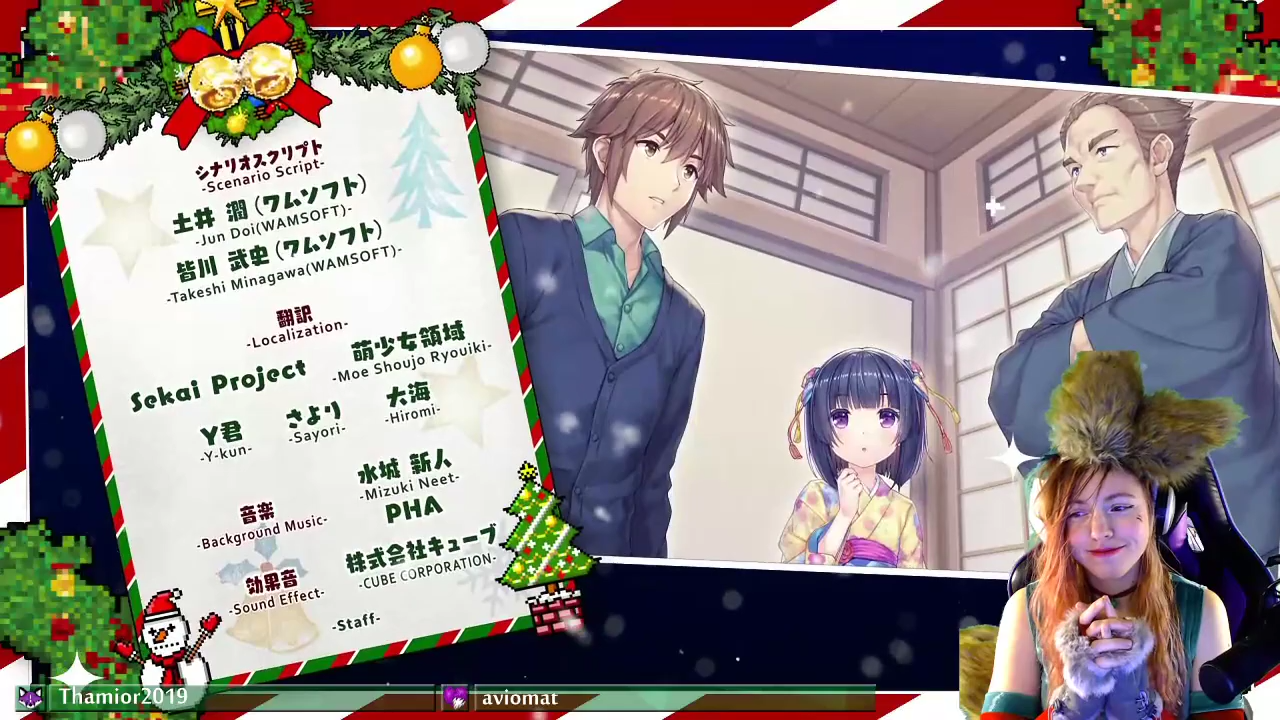 シナリオスクリプト
-Scenario Script-
土井 潤 (ワムソフト)
-Jun Doi(WAMSOFT)-
皆川 武史 (ワムソフト)
-Takeshi Minagawa(WAMSOFT)-
翻訳
-Localization-
Sekai Project
萌少女領域
-Moe Shoujo Ryouiki-
Y君
-Y-kun-
さより
-Sayori-
大海
-Hiromi-
音楽
-Background Music-
水城 新人
-Mizuki Neet-
PHA
効果音
-Sound Effect-
株式会社キューブ
-CUBE CORPORATION-
-Staff-
Thamior2019
aviomat